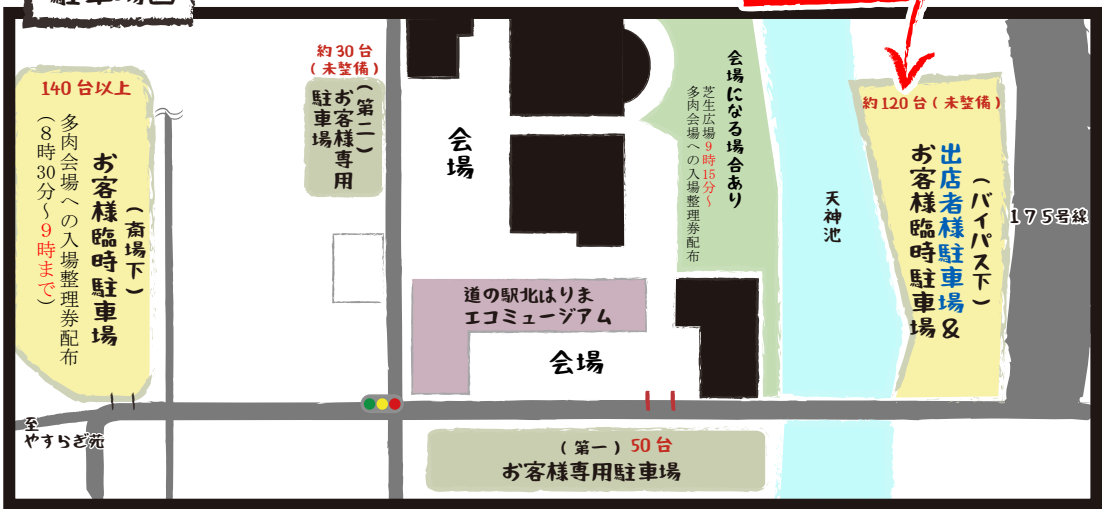 駐車場図
140台以上
(斎場下)
お客様臨時駐車場
多肉会場への入場整理券配布
(8時30分〜9時まで)
至
やすらぎ苑
約30台
(未整備)
(第二)
お客様専用
駐車場
会場
会場になる場合あり
芝生広場9時15分〜
多肉会場への入場整理券配布
道の駅北はりま
エコミュージアム
会場
(第一)50台
お客様専用駐車場
天神池
約120台(未整備)
(バイパス下)
出店者様駐車場&
お客様臨時駐車場
175号線